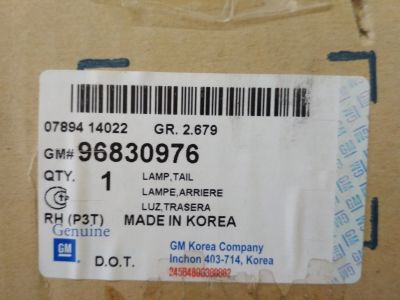 07894 14022 GR. 2.679
GM# 96830976
QTY. 1 LAMP,TAIL
LAMPE,ARRIERE
LUZ,TRASERA
RH (P3T) MADE IN KOREA
Genuine
GM
D.O.T.
GM Korea Company
Inchon 403-714, Korea